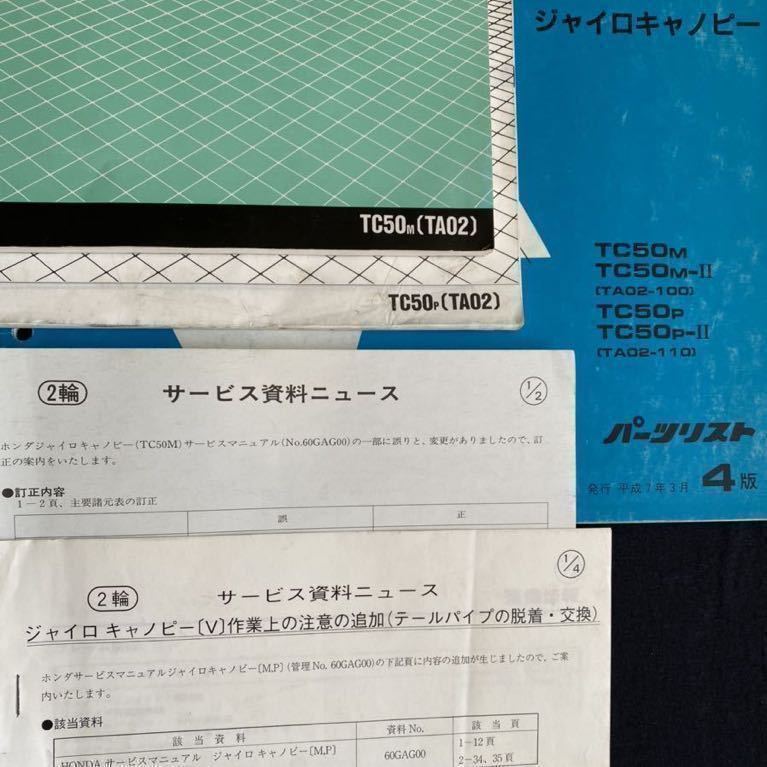 ジャイロキャノピー
TC50M(TA02)
TC50P(TA02)
TC50M
TC50M-II
(TA02-100)
TC50P
TC50P-II
(TA02-110)
パーツリスト
発行 平成7年3月 4版
2輪 サービス資料ニュース 1/2
ホンダジャイロキャノピー(TC50M)サービスマニュアル(No.60GAG00)の一部に誤りと、変更がありましたので、訂
正の案内をいたします。
●訂正内容
1-2頁、主要諸元表の訂正
誤 正
2輪 サービス資料ニュース 1/4
ジャイロ キャノピー〔V〕作業上の注意の追加(テールパイプの脱着・交換)
ホンダサービスマニュアルジャイロキャノピー〔M,P〕(管理No. 60GAG00)の下記頁に内容の追加が生じましたので、ご案
内いたします。
●該当資料
該当資料 資料No. 該当頁
HONDA サービスマニュアル ジャイロ キャノピー〔M,P〕 60GAG00 1-12頁
2-34、35頁